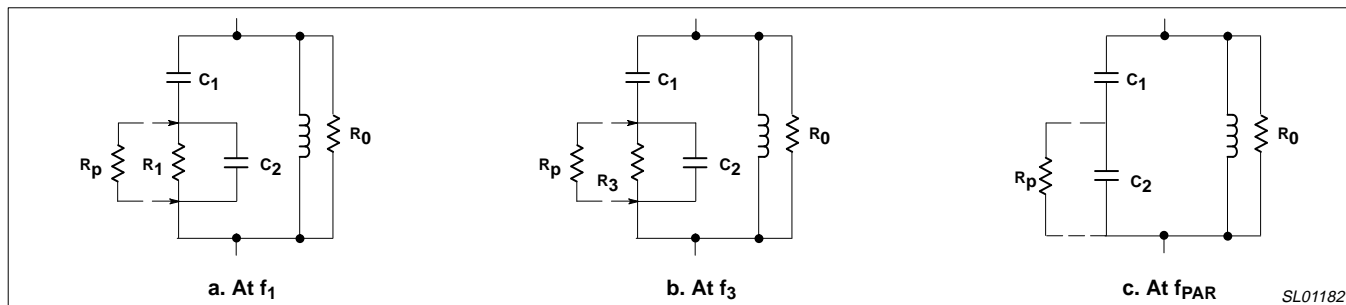 C1
Rp
R1
C2
R0
a. At f1
C1
Rp
R3
C2
R0
b. At f3
C1
Rp
C2
R0
c. At fPAR
SL01182